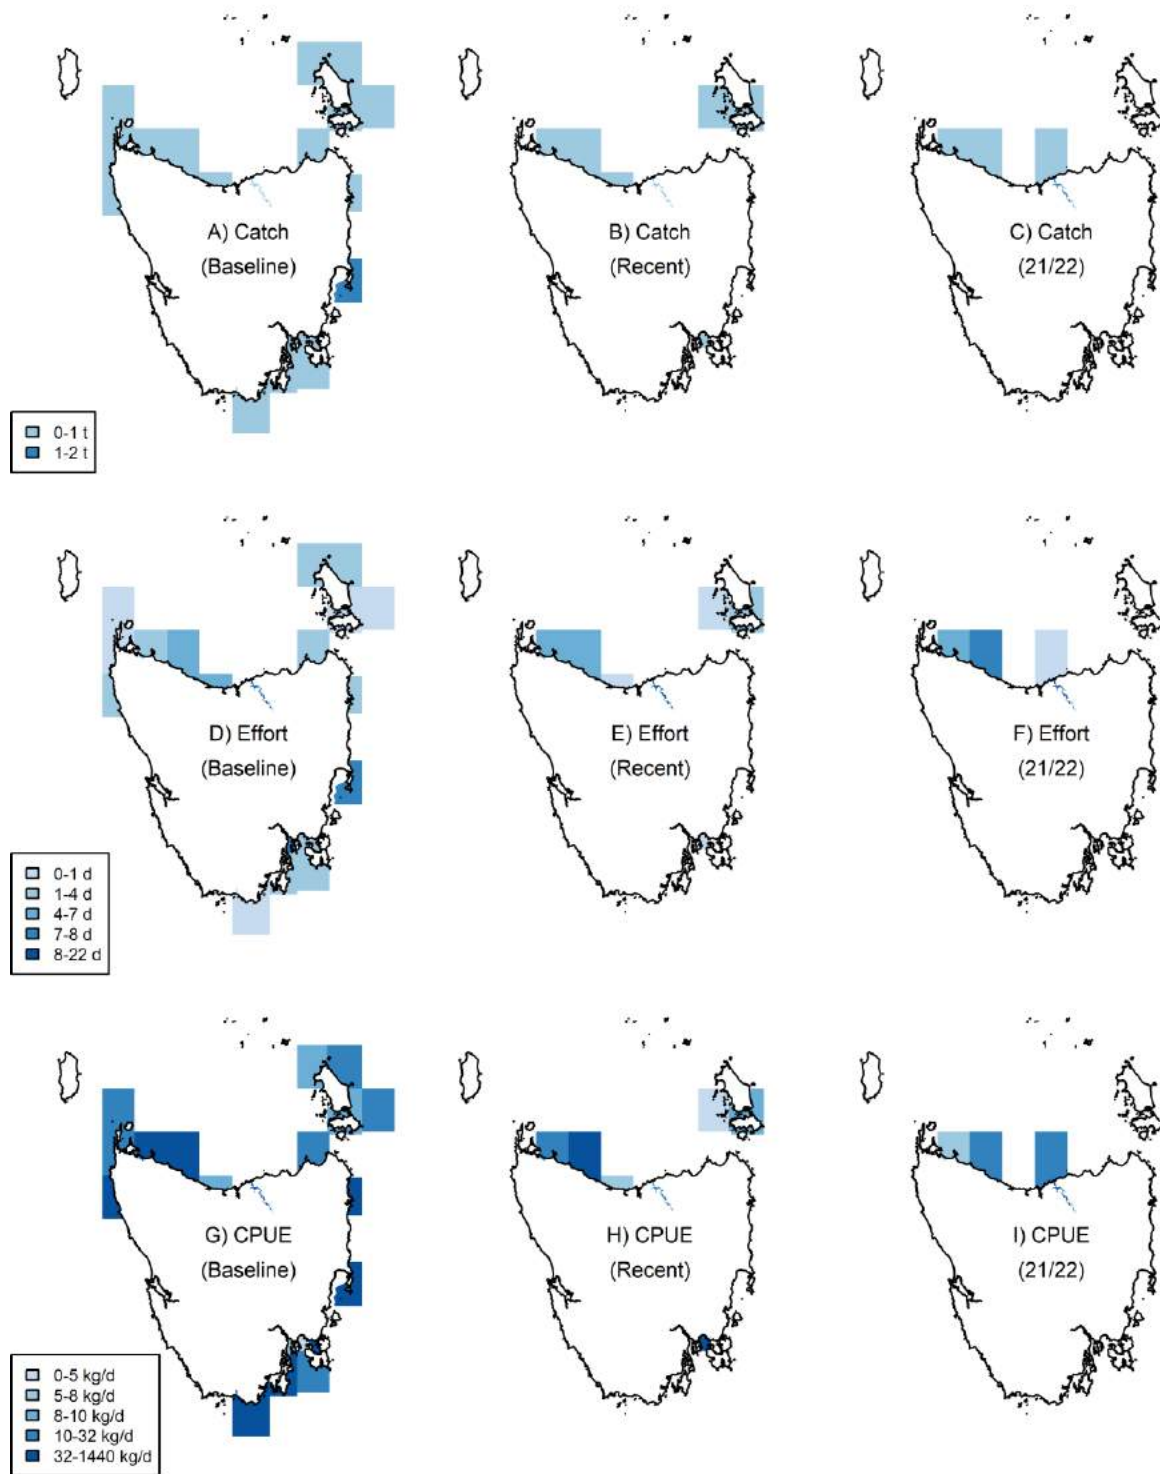 A) Catch
(Baseline)
B) Catch
(Recent)
C) Catch
(21/22)
0-1 t
1-2 t
D) Effort
(Baseline)
E) Effort
(Recent)
F) Effort
(21/22)
0-1 d
1-4 d
4-7 d
7-8 d
8-22 d
G) CPUE
(Baseline)
H) CPUE
(Recent)
I) CPUE
(21/22)
0-5 kg/d
5-8 kg/d
8-10 kg/d
10-32 kg/d
32-1440 kg/d